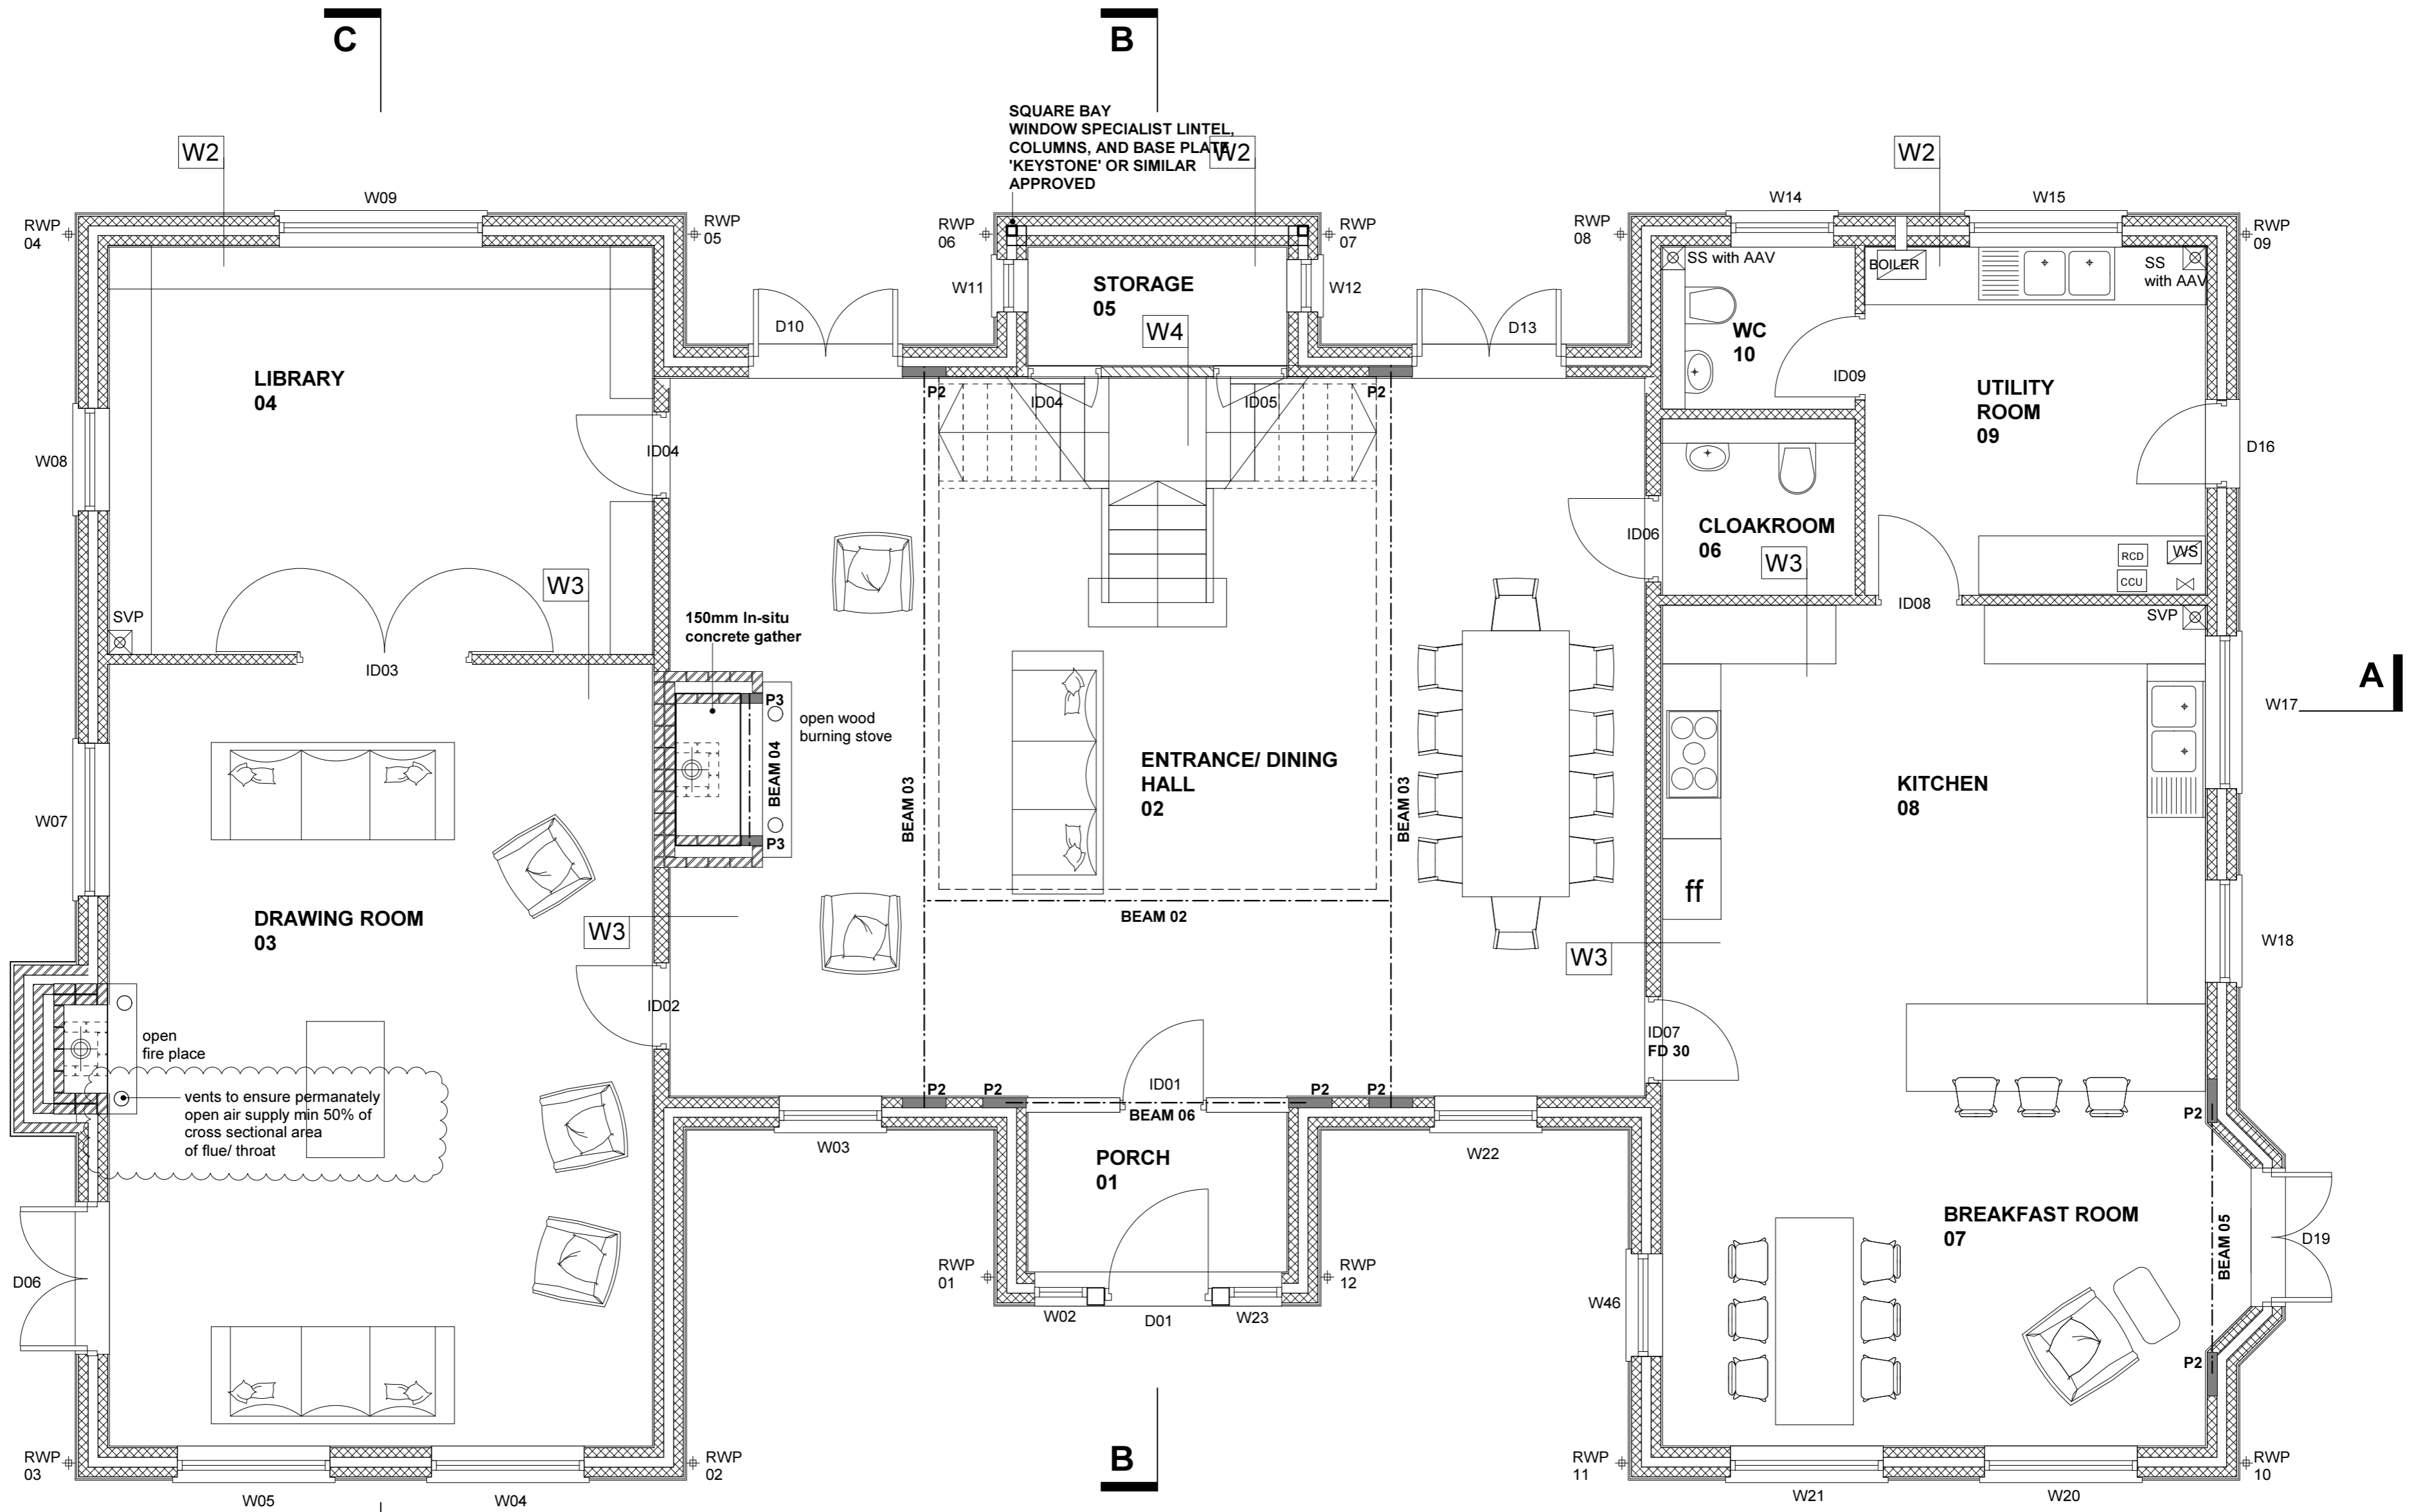 C
B
SQUARE BAY
WINDOW SPECIALIST LINTEL,
COLUMNS, AND BASE PLATE
'KEYSTONE' OR SIMILAR
APPROVED
W2
W2
W2
W09
W14
W15
RWP
04
RWP
05
RWP
06
RWP
07
RWP
08
RWP
09
SS with AAV
BOILER
SS
with AAV
W11
STORAGE
05
W12
D10
W4
D13
WC
10
LIBRARY
04
ID09
UTILITY
ROOM
09
P2
ID04
ID05
P2
W08
ID04
D16
CLOAKROOM
06
ID06
W3
W3
RCD
WS
CCU
ID08
SVP
SVP
150mm In-situ
concrete gather
ID03
A
W17
P3
open wood
burning stove
BEAM 04
P3
ENTRANCE/ DINING
HALL
02
BEAM 03
BEAM 03
KITCHEN
08
W07
ff
DRAWING ROOM
03
W3
BEAM 02
W3
W18
ID02
ID07
FD 30
open
fire place
vents to ensure permanately
open air supply min 50% of
cross sectional area
of flue/ throat
P2
P2
ID01
BEAM 06
P2
P2
P2
W03
PORCH
01
W22
BREAKFAST ROOM
07
BEAM 05
D19
D06
RWP
01
RWP
12
W02
D01
W23
W46
P2
RWP
03
RWP
02
B
RWP
11
RWP
10
W05
W04
W21
W20